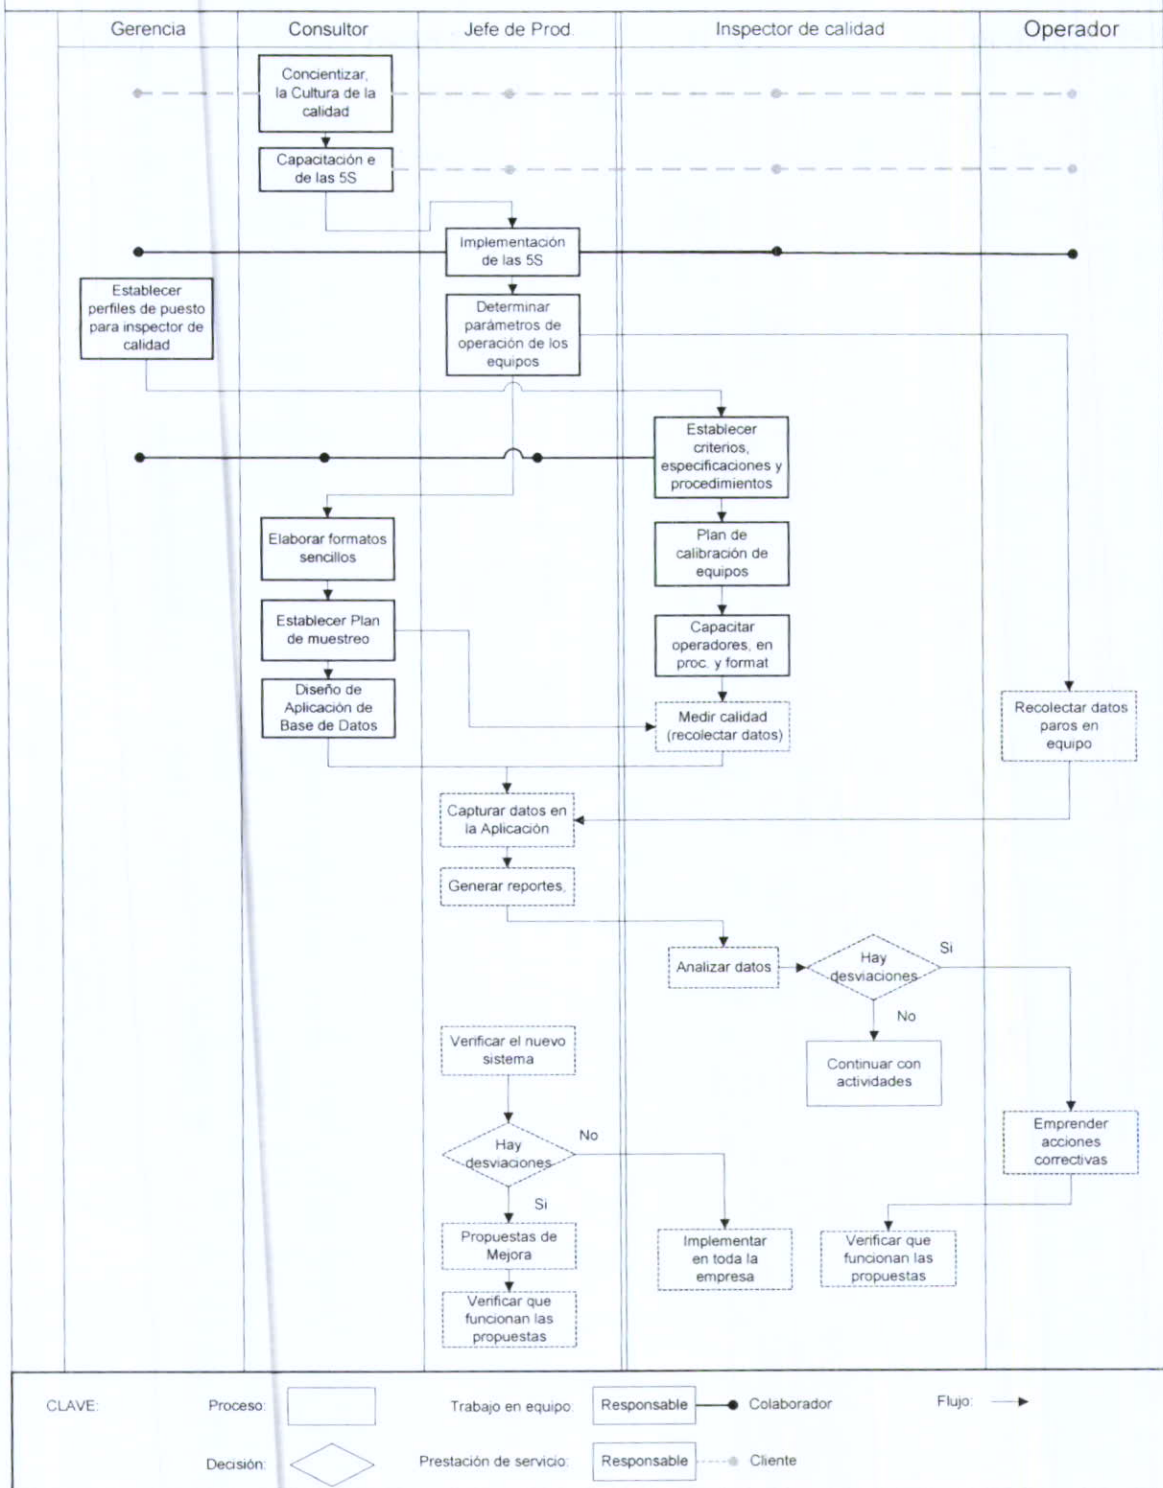 Gerencia
Consultor
Jefe de Prod.
Inspector de calidad
Operador
Concientizar,
la Cultura de la
calidad
Capacitación e
de las 5S
Implementación
de las 5S
Establecer
perfiles de puesto
para inspector de
calidad
Determinar
parámetros de
operación de los
equipos
Establecer
criterios,
especificaciones y
procedimientos
Elaborar formatos
sencillos
Plan de
calibración de
equipos
Establecer Plan
de muestreo
Capacitar
operadores, en
proc. y format
Diseño de
Aplicación de
Base de Datos
Medir calidad
(recolectar datos)
Recolectar datos
paros en
equipo
Capturar datos en
la Aplicación
Generar reportes,
Analizar datos
Hay
desviaciones
Si
No
Continuar con
actividades
Verificar el nuevo
sistema
Emprender
acciones
correctivas
Hay
desviaciones
No
Si
Propuestas de
Mejora
Implementar
en toda la
empresa
Verificar que
funcionan las
propuestas
Verificar que
funcionan las
propuestas
CLAVE:
Proceso:
Trabajo en equipo:
Responsable
Colaborador
Flujo:
Decisión:
Prestación de servicio:
Responsable
Cliente